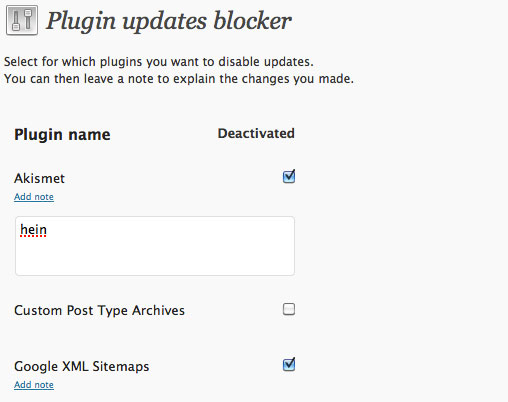 Plugin updates blocker
Select for which plugins you want to disable updates.
You can then leave a note to explain the changes you made.
Plugin name Deactivated
Akismet
Add note
hein
Custom Post Type Archives
Google XML Sitemaps
Add note